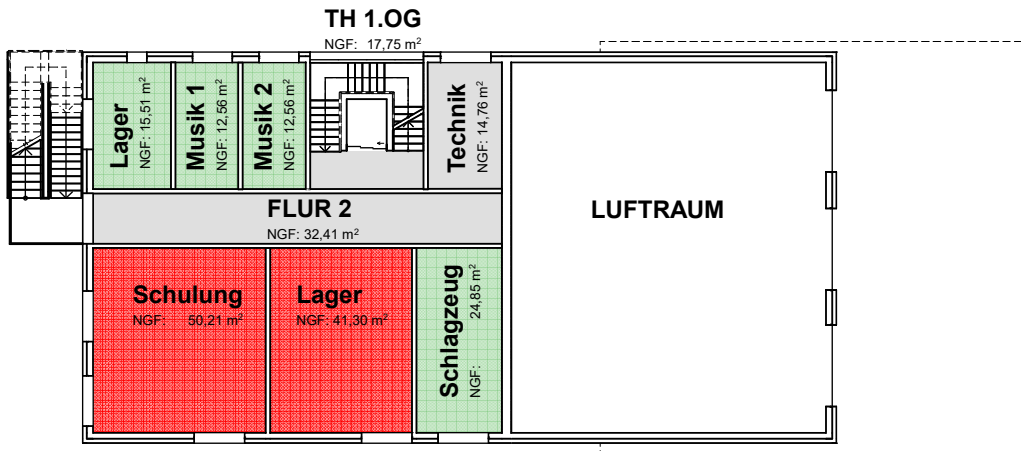 TH 1.OG
NGF: 17,75 m²
Lager
NGF: 15,51 m²
Musik 1
NGF: 12,56 m²
Musik 2
NGF: 12,56 m²
Technik
NGF: 14,76 m²
FLUR 2
NGF: 32,41 m²
LUFTRAUM
Schulung
NGF: 50,21 m²
Lager
NGF: 41,30 m²
Schlagzeug
NGF: 24,85 m²